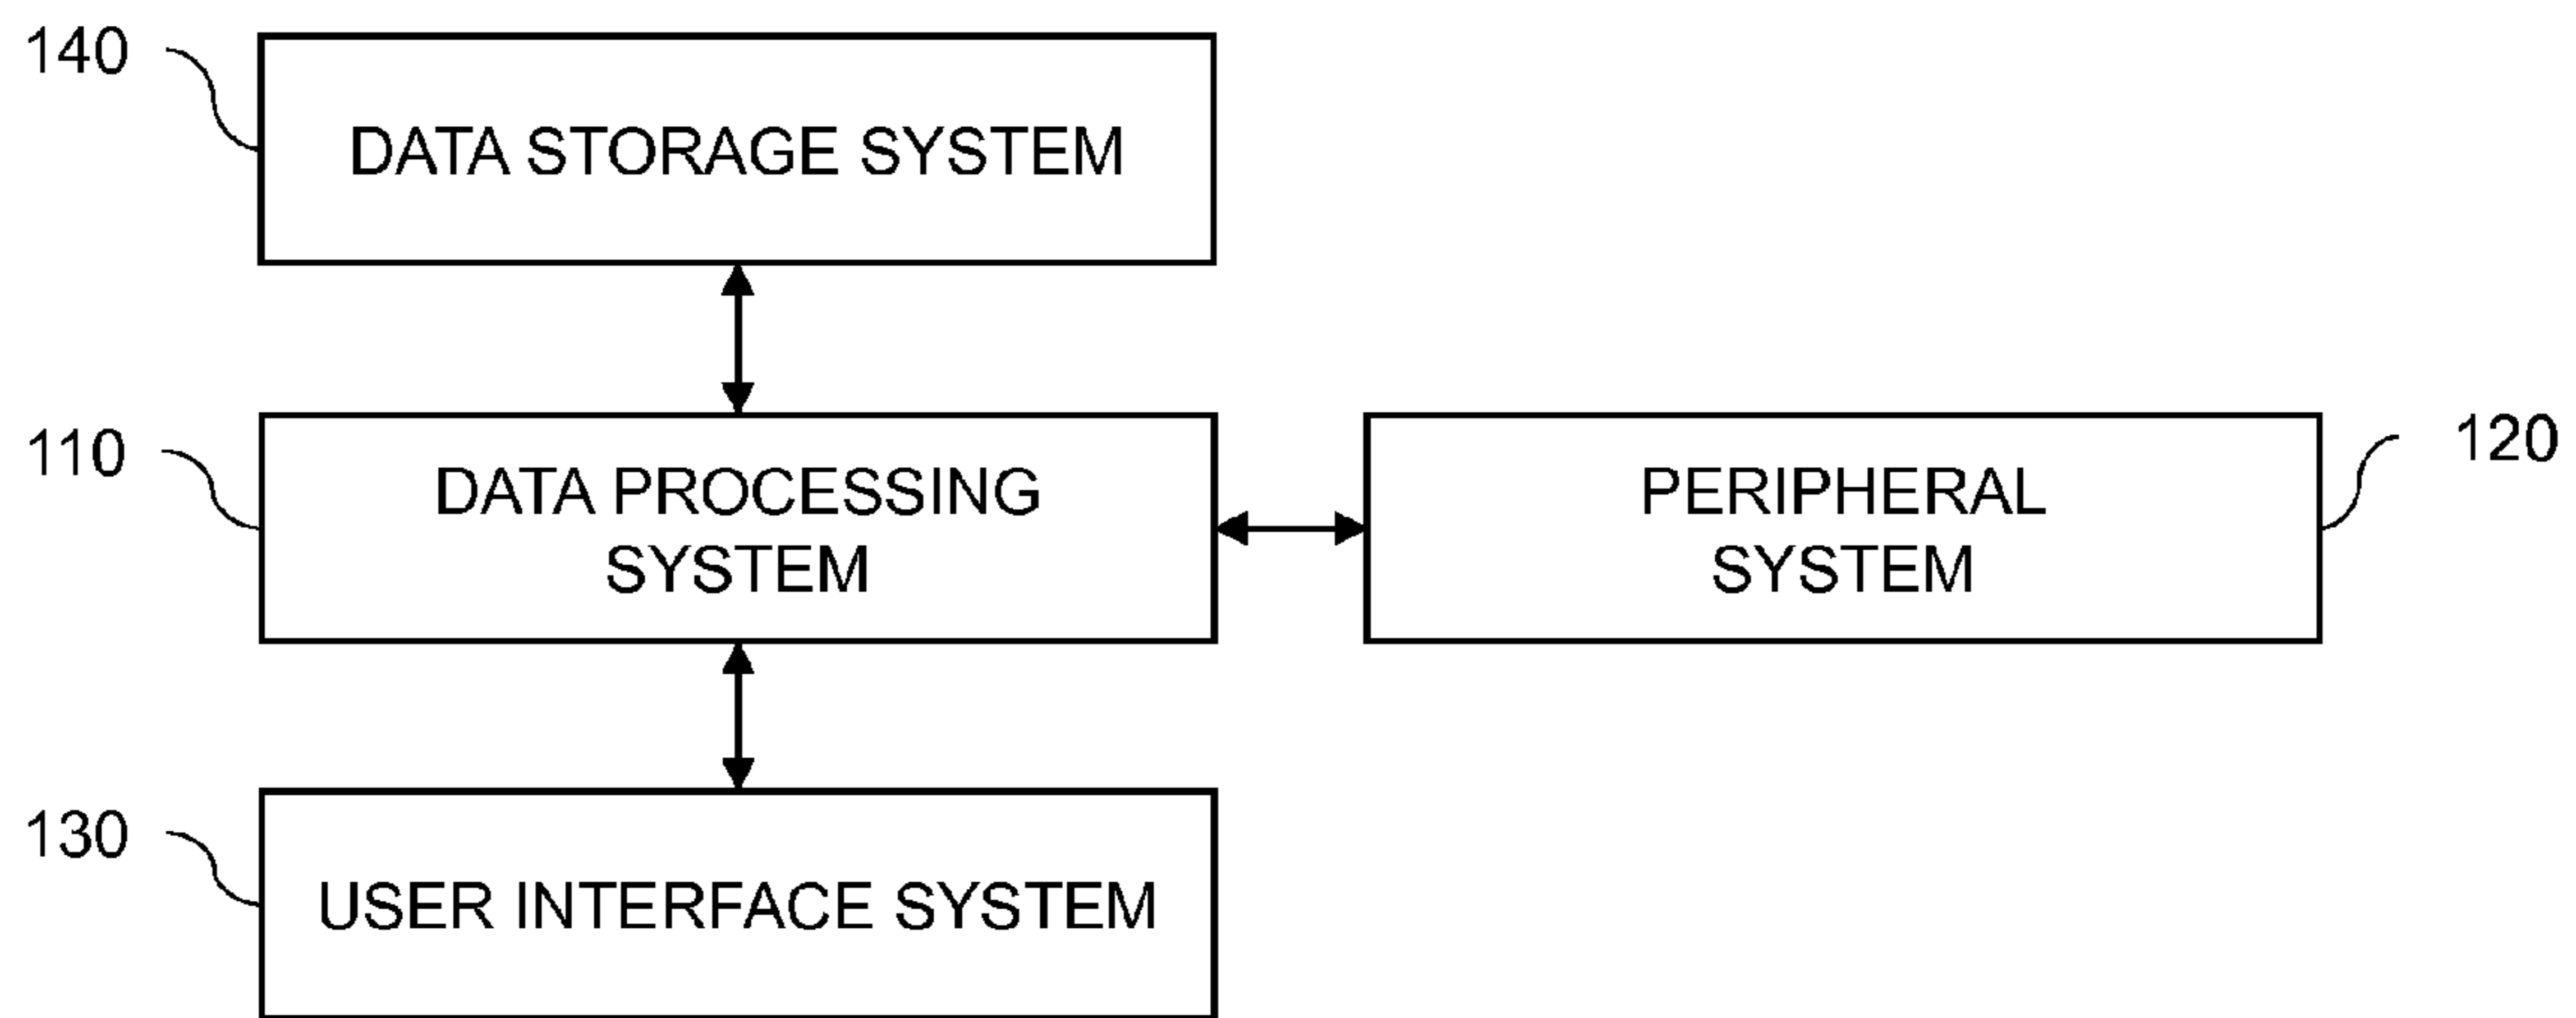 140
DATA STORAGE SYSTEM
110
DATA PROCESSING
SYSTEM
PERIPHERAL
SYSTEM
120
130
USER INTERFACE SYSTEM